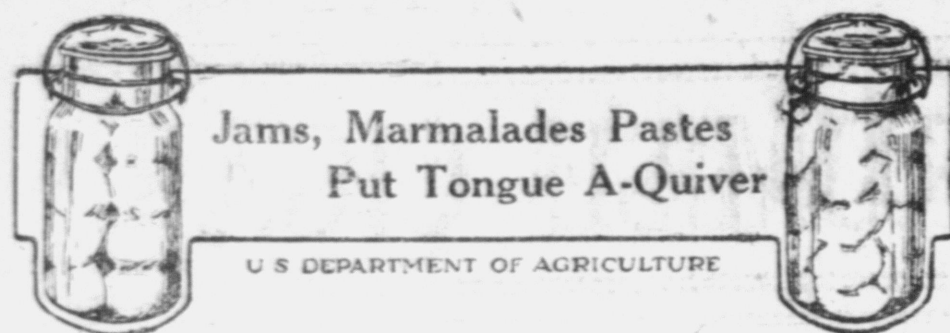 Jams, Marmalades Pastes
Put Tongue A-Quiver
U S DEPARTMENT OF AGRICULTURE